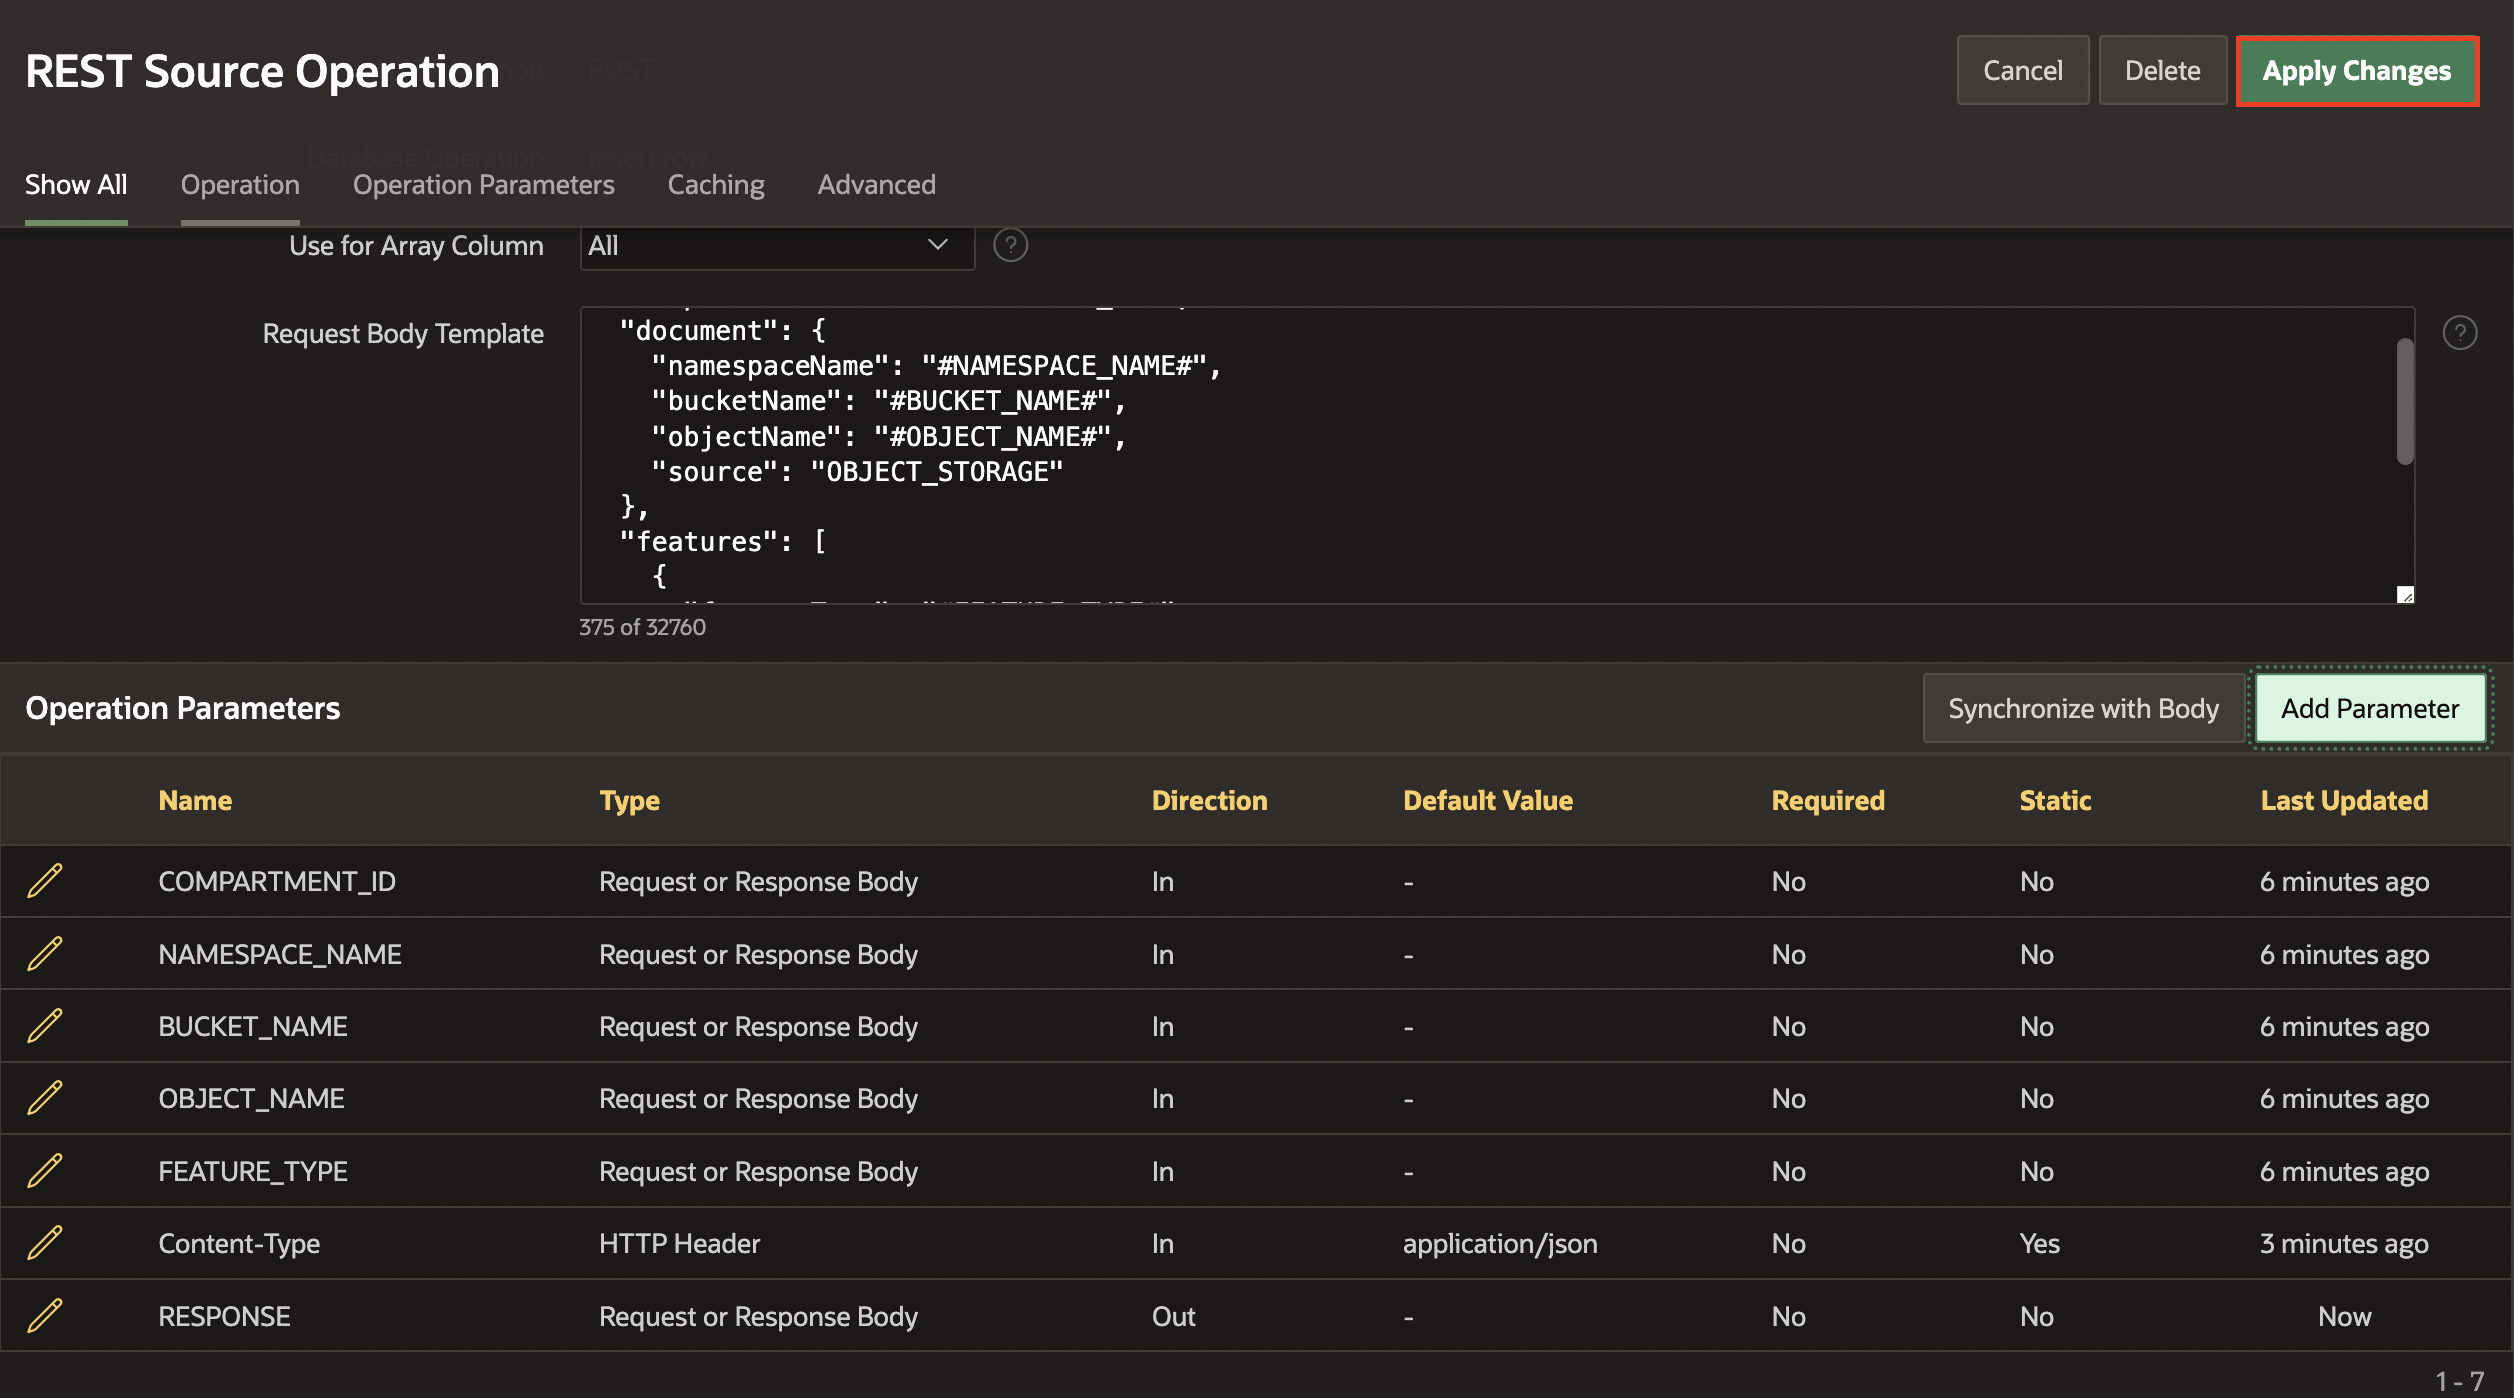 REST Source Operation
POST
Cancel
Delete
Apply Changes
Database Operation
Insert row
Show All
Operation
Operation Parameters
Caching
Advanced
Use for Array Column
All
Request Body Template
"document": {
"namespaceName": "#NAMESPACE_NAME#",
"bucketName": "#BUCKET_NAME#",
"objectName": "#OBJECT_NAME#",
"source": "OBJECT_STORAGE"
},
"features": [
{
375 of 32760
Operation Parameters
Synchronize with Body
Add Parameter
Name Type Direction Default Value Required Static Last Updated
COMPARTMENT_ID Request or Response Body In - No No 6 minutes ago
NAMESPACE_NAME Request or Response Body In - No No 6 minutes ago
BUCKET_NAME Request or Response Body In - No No 6 minutes ago
OBJECT_NAME Request or Response Body In - No No 6 minutes ago
FEATURE_TYPE Request or Response Body In - No No 6 minutes ago
Content-Type HTTP Header In application/json No Yes 3 minutes ago
RESPONSE Request or Response Body Out - No No Now
1 - 7